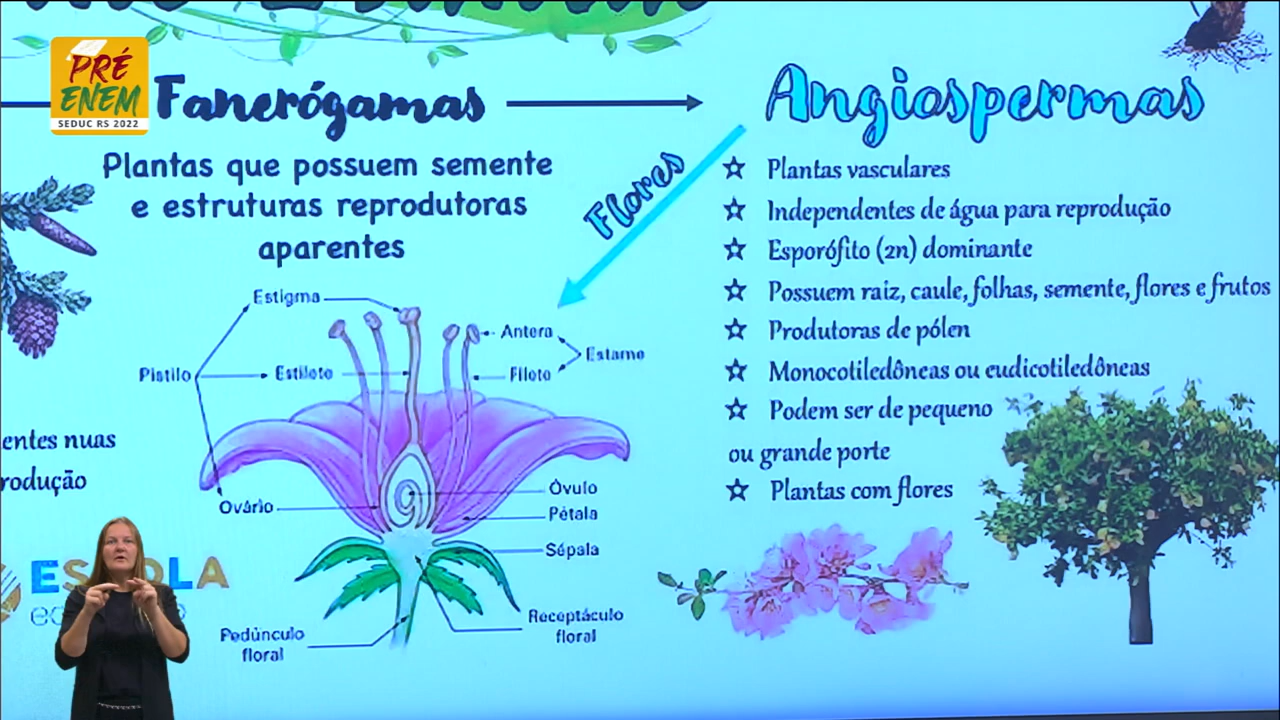 PRÉ
ENEM
SEDUC RS 2022
Fanerógamas
Angiospermas
Plantas que possuem semente
e estruturas reprodutoras
aparentes
Flores
Plantas vasculares
Independentes de água para reprodução
Esporófito (2n) dominante
Possuem raiz, caule, folhas, semente, flores e frutos
Produtoras de pólen
Monocotiledôneas ou eudicotiledôneas
Podem ser de pequeno
ou grande porte
Plantas com flores
Estigma
Antera
Estame
Pistilo
Estilete
Filete
Ovário
Óvulo
Pétala
Sépala
Receptáculo
floral
Pedúnculo
floral
entes nuas
rodução